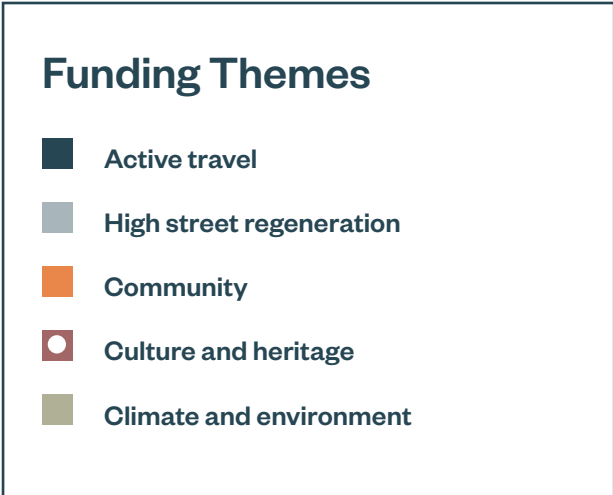 Funding Themes
Active travel
High street regeneration
Community
Culture and heritage
Climate and environment